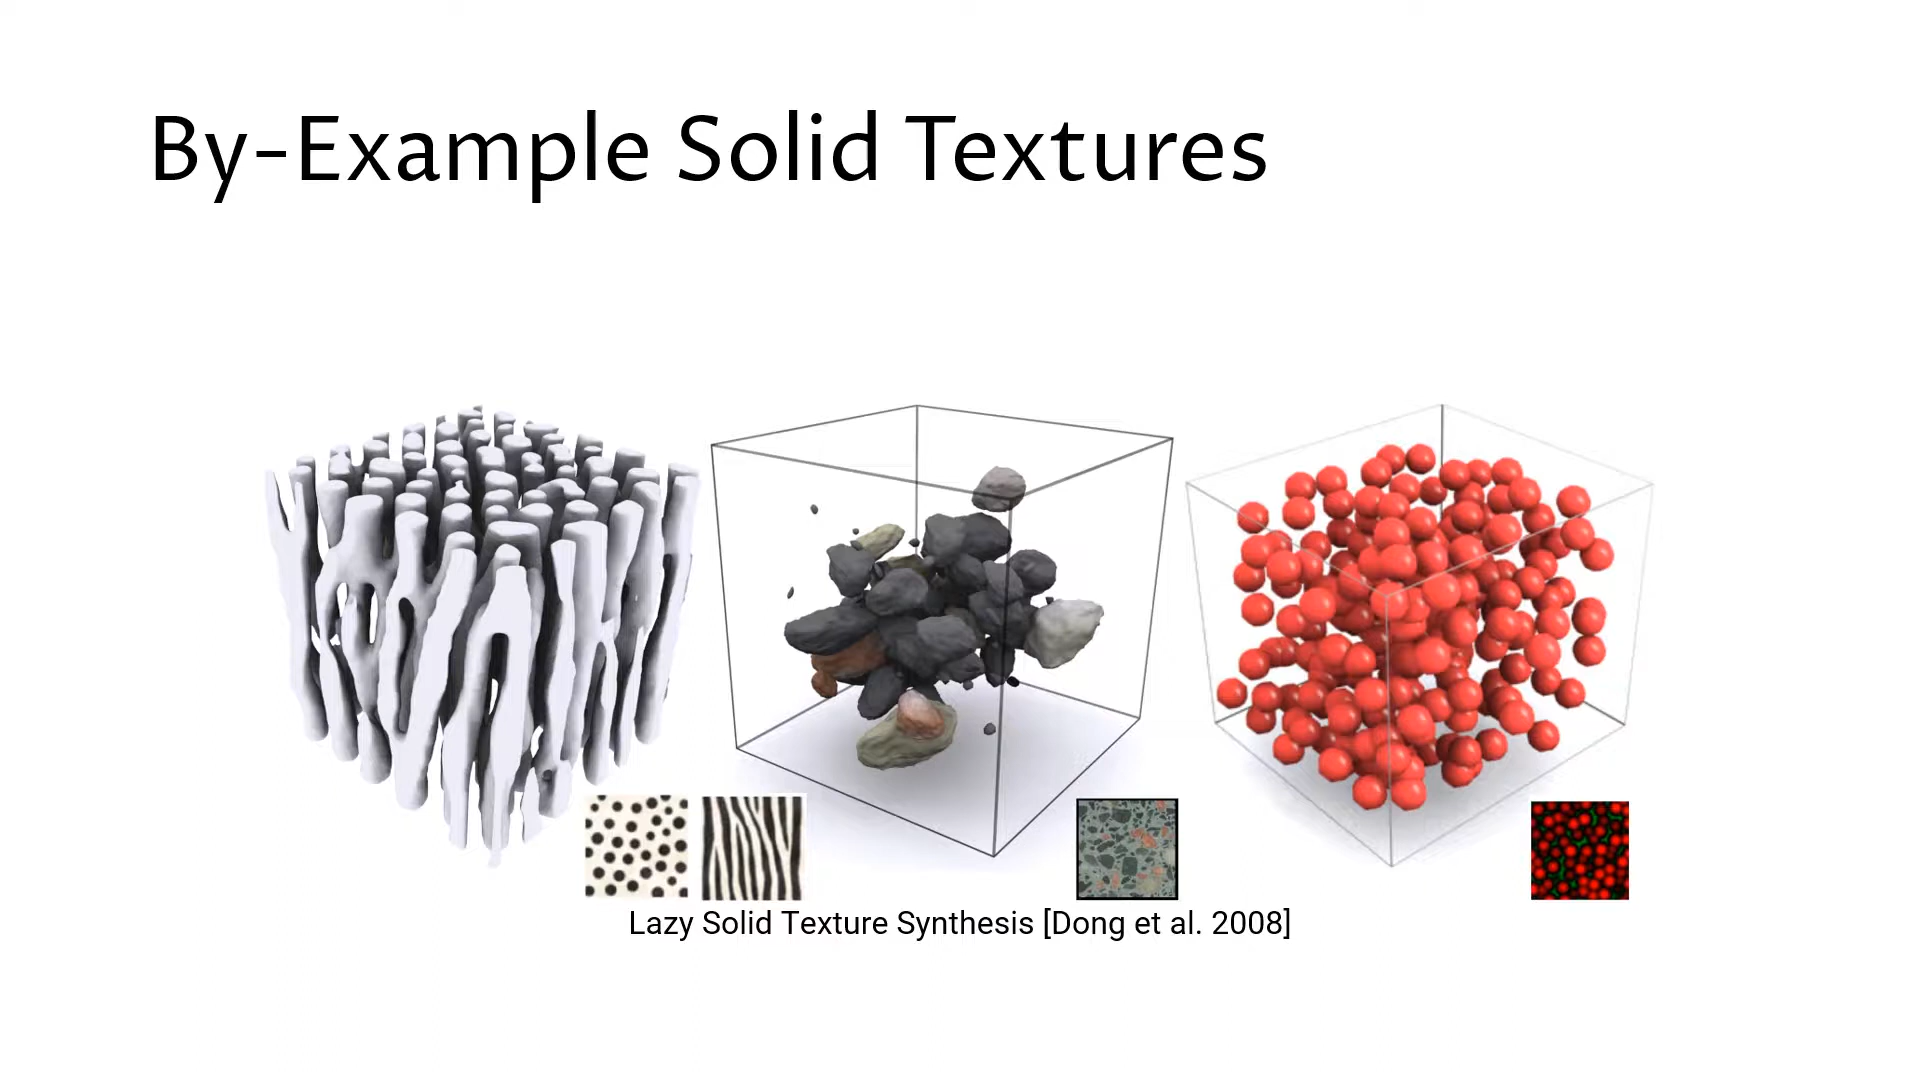 By-Example Solid Textures
Lazy Solid Texture Synthesis [Dong et al. 2008]